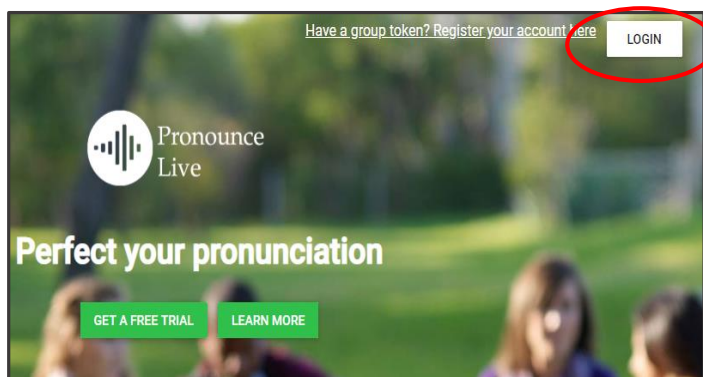 Have a group token? Register your account here
LOGIN
Pronounce
Live
Perfect your pronunciation
GET A FREE TRIAL
LEARN MORE